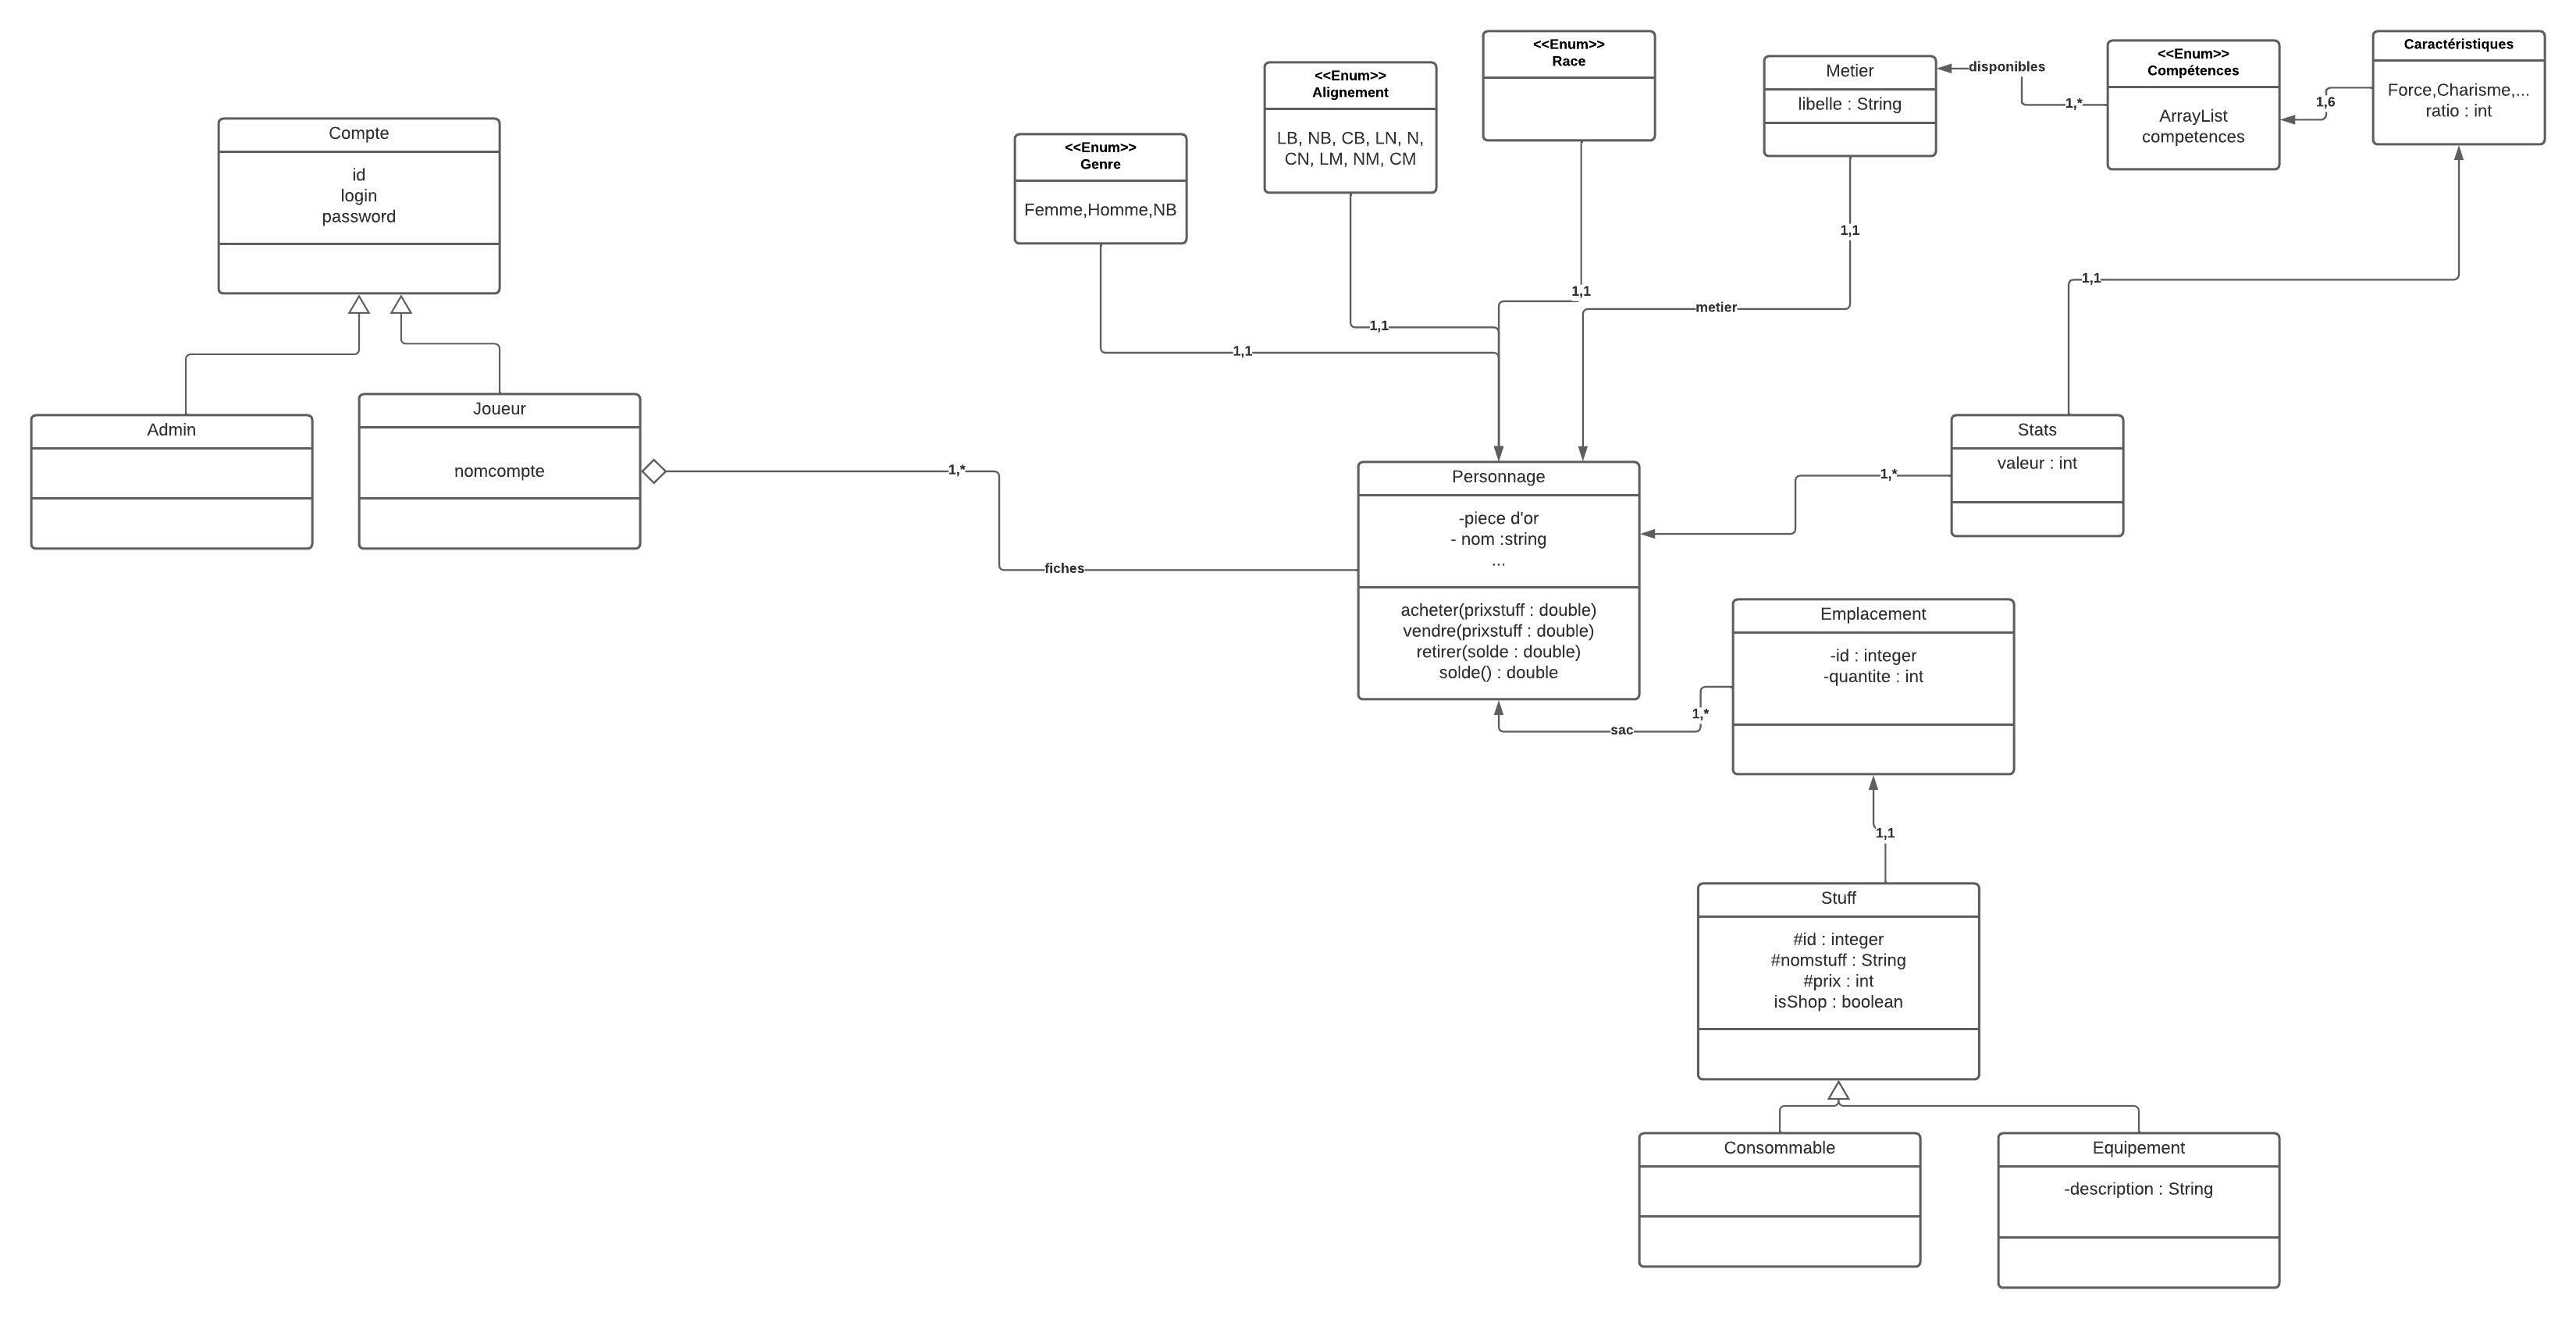 <<Enum>>
Race
<<Enum>>
Alignement
LB, NB, CB, LN, N,
CN, LM, NM, CM
<<Enum>>
Genre
Femme,Homme,NB
Metier
libelle : String
disponibles
1,*
<<Enum>>
Compétences
ArrayList
competences
1,6
Caractéristiques
Force,Charisme,...
ratio : int
Compte
id
login
password
1,1
1,1
1,1
1,1
metier
1,1
Admin
Joueur
nomcompte
1,*
fiches
Personnage
-piece d'or
- nom :string
...
acheter(prixstuff : double)
vendre(prixstuff : double)
retirer(solde : double)
solde() : double
1,*
Stats
valeur : int
Emplacement
-id : integer
-quantite : int
1,*
sac
1,1
Stuff
#id : integer
#nomstuff : String
#prix : int
isShop : boolean
Consommable
Equipement
-description : String